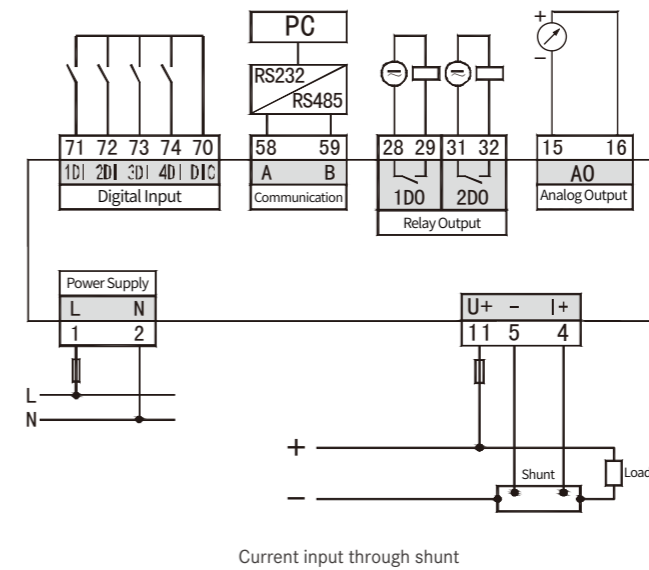 PC
RS232
RS485
+
−
71 72 73 74 70
1DI 2DI 3DI 4DI DIC
Digital Input
58 59
A B
Communication
28 29 31 32
1DO 2DO
Relay Output
15 16
AO
Analog Output
Power Supply
L N
1 2
L
N
U+ − I+
11 5 4
+
−
Shunt
Load
Current input through shunt